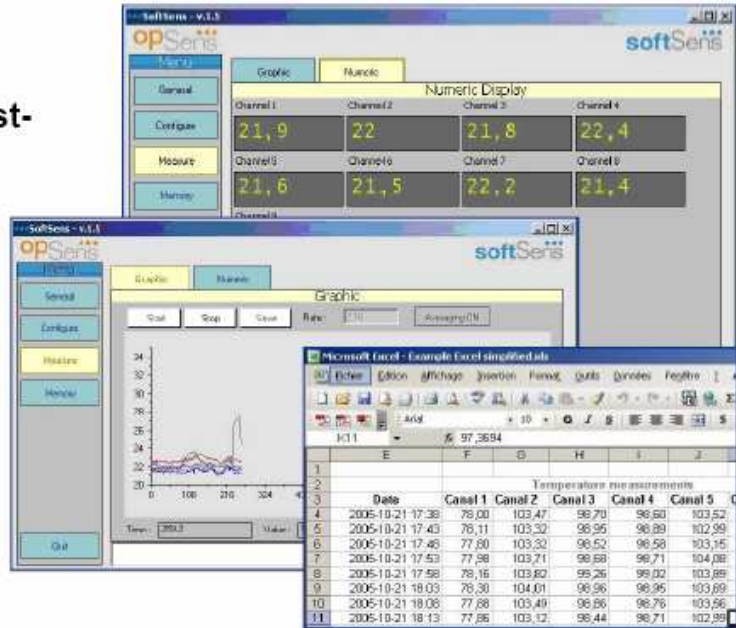 st-
SoftSens - v.1.1
opSens
softSens
Menu
Graphic Numeric
General
Numeric Display
Channel 1 Channel 2 Channel 3 Channel 4
Configure
21,9 22 21,8 22,4
Measure
Channel 5 Channel 6 Channel 7 Channel 8
Memory
21,6 21,5 22,2 21,4
Channel 9
SoftSens - v.1.1
opSens
softSens
Menu
Graphic Numeric
General
Graphic
Start Stop Save Rate: Averaging ON
Configure
Measure
Memory
34
32
30
28
26
24
22
20
0 108 216 324
Time: Value:
Quit
Microsoft Excel - Example Excel simplified.xls
Fichier Edition Affichage Insertion Format Outils Données Fenêtre ?
Arial 10 G I S
K11 fx 97,3694
E F G H I J
1
2 Temperature measurements
3 Date Canal 1 Canal 2 Canal 3 Canal 4 Canal 5
4 2005-10-21 17:38 78,00 103,47 98,70 98,60 103,52
5 2005-10-21 17:43 78,11 103,32 98,95 98,89 102,99
6 2005-10-21 17:48 77,80 103,32 98,52 98,58 103,15
7 2005-10-21 17:53 77,98 103,71 98,68 98,71 104,08
8 2005-10-21 17:58 78,16 103,82 99,26 99,02 103,89
9 2005-10-21 18:03 78,30 104,01 98,96 98,95 103,69
10 2005-10-21 18:08 77,88 103,49 98,86 98,76 103,56
11 2005-10-21 18:13 77,86 103,12 98,44 98,71 102,99